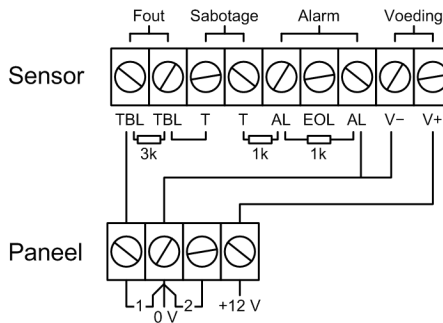 Fout Sabotage Alarm Voeding
Sensor
TBL TBL T T AL EOL AL V− V+
3k 1k 1k
Paneel
1 2
0 V +12 V